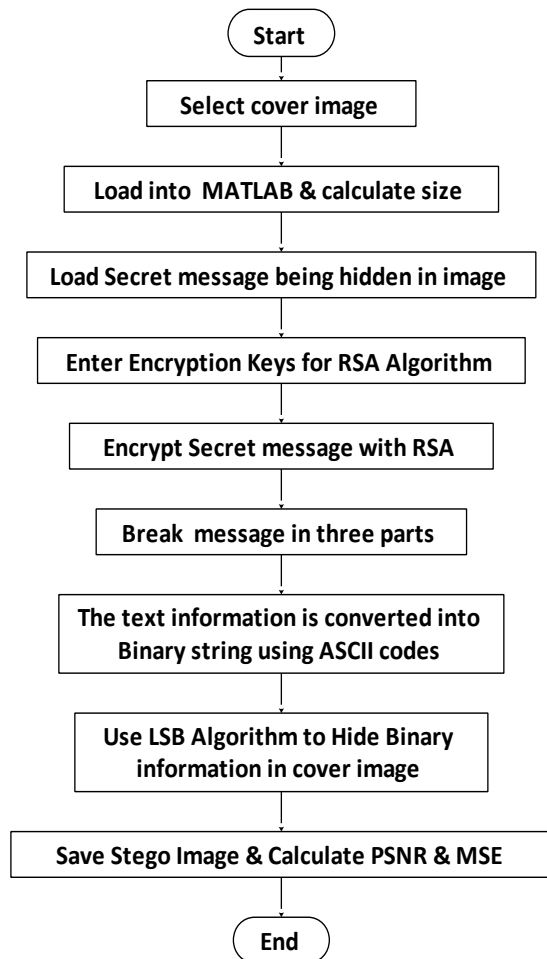 Start
Select cover image
Load into MATLAB & calculate size
Load Secret message being hidden in image
Enter Encryption Keys for RSA Algorithm
Encrypt Secret message with RSA
Break message in three parts
The text information is converted into
Binary string using ASCII codes
Use LSB Algorithm to Hide Binary
information in cover image
Save Stego Image & Calculate PSNR & MSE
End